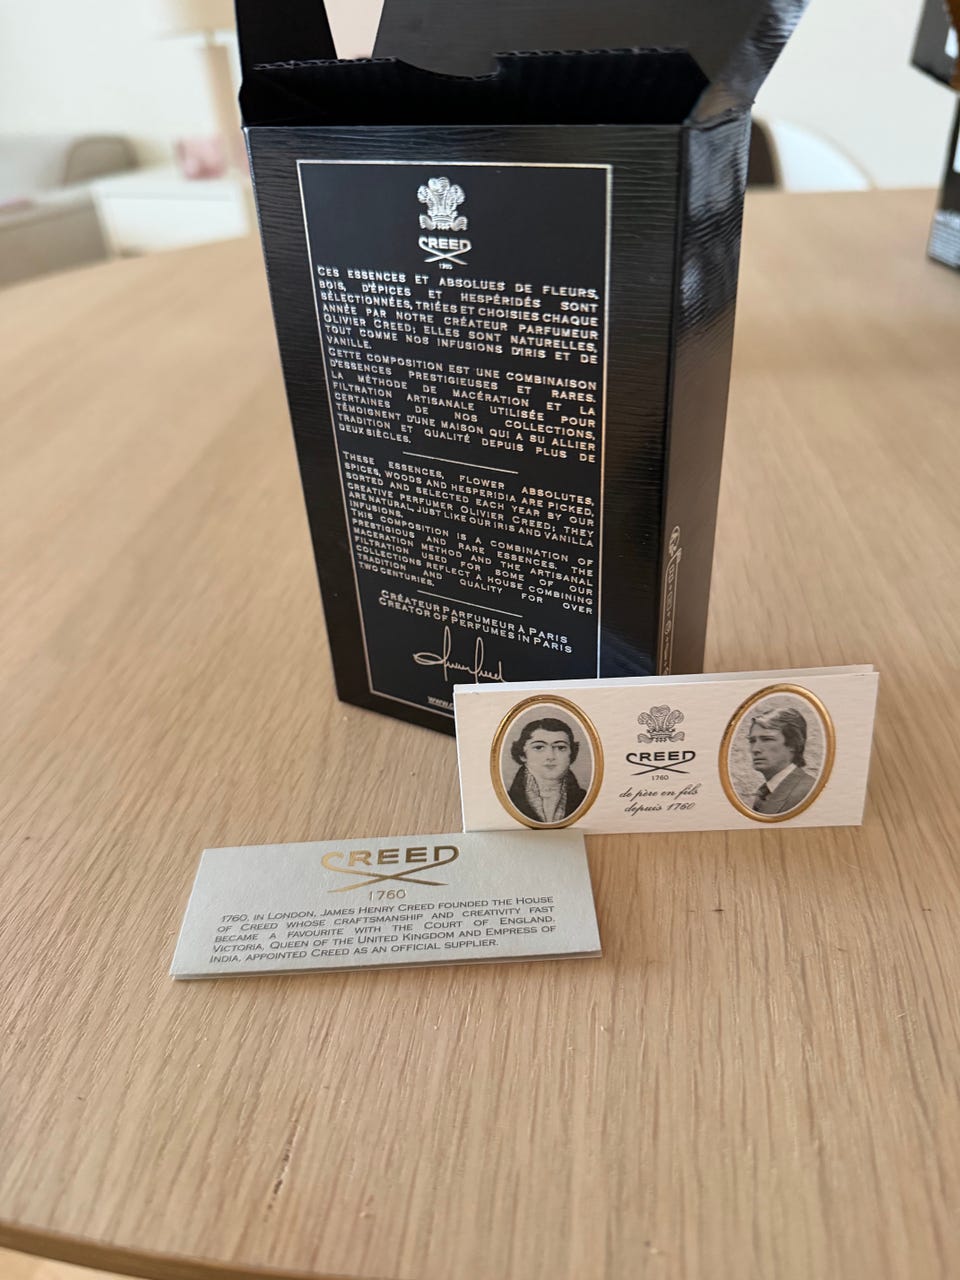 CREED
1760
CES ESSENCES ET ABSOLUES DE FLEURS,
BOIS, D'ÉPICES ET HESPÉRIDÉS SONT
SÉLECTIONNÉES, TRIÉES ET CHOISIES CHAQUE
ANNÉE PAR NOTRE CRÉATEUR PARFUMEUR
OLIVIER CREED; ELLES SONT NATURELLES,
TOUT COMME NOS INFUSIONS D'IRIS ET DE
VANILLE.
CETTE COMPOSITION EST UNE COMBINAISON
D'ESSENCES PRESTIGIEUSES ET RARES.
LA MÉTHODE DE MACÉRATION ET LA
FILTRATION ARTISANALE UTILISÉE POUR
CERTAINES DE NOS COLLECTIONS,
TÉMOIGNENT D'UNE MAISON QUI A SU ALLIER
TRADITION ET QUALITÉ DEPUIS PLUS DE
DEUX SIÈCLES.
THESE ESSENCES, FLOWER ABSOLUTES,
SPICES, WOODS AND HESPERIDIA ARE PICKED,
SORTED AND SELECTED EACH YEAR BY OUR
CREATIVE PERFUMER OLIVIER CREED; THEY
ARE NATURAL, JUST LIKE OUR IRIS AND VANILLA
INFUSIONS.
THIS COMPOSITION IS A COMBINATION OF
PRESTIGIOUS AND RARE ESSENCES. THE
MACERATION METHOD AND THE ARTISANAL
FILTRATION USED FOR SOME OF OUR
COLLECTIONS REFLECT A HOUSE COMBINING
TRADITION AND QUALITY FOR OVER
TWO CENTURIES.
CRÉATEUR PARFUMEUR À PARIS
CREATOR OF PERFUMES IN PARIS
www.
CREED
1760
de père en fils
depuis 1760
CREED
1760
1760, IN LONDON, JAMES HENRY CREED FOUNDED THE HOUSE
OF CREED WHOSE CRAFTSMANSHIP AND CREATIVITY FAST
BECAME A FAVOURITE WITH THE COURT OF ENGLAND.
VICTORIA, QUEEN OF THE UNITED KINGDOM AND EMPRESS OF
INDIA, APPOINTED CREED AS AN OFFICIAL SUPPLIER.